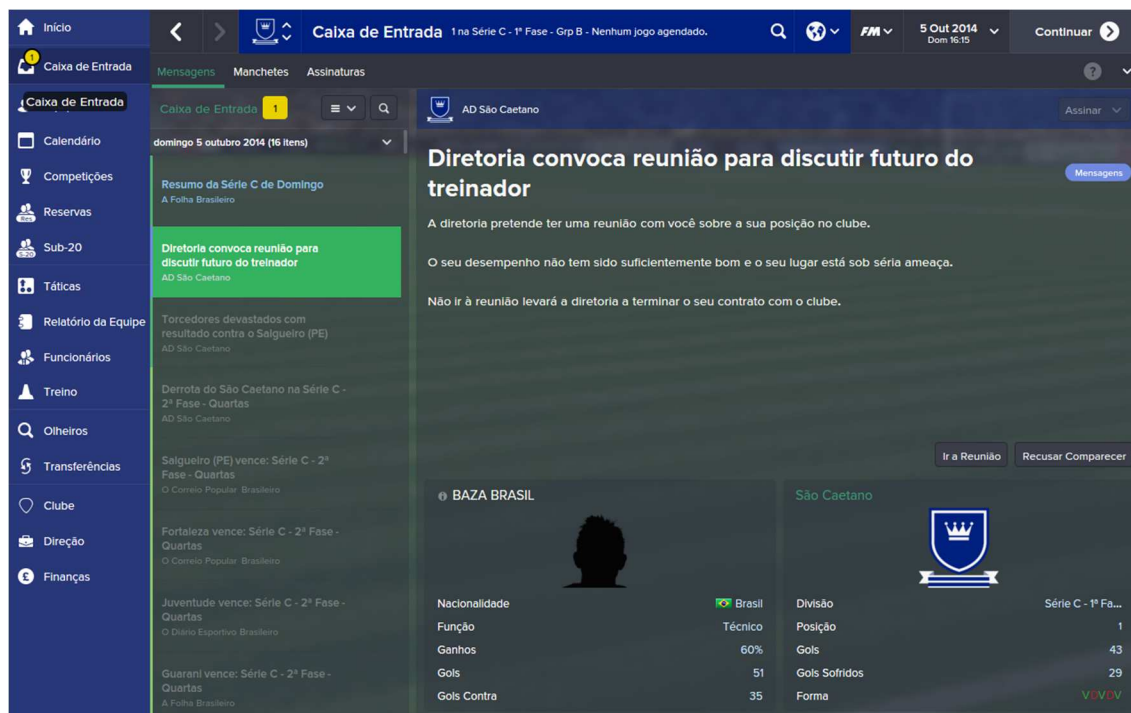 Início
Caixa de Entrada
1
Caixa de Entrada
Calendário
Competições
Reservas
Res
Sub-20
S-20
Táticas
Relatório da Equipe
Funcionários
Treino
Olheiros
Transferências
Clube
Direção
Finanças
Caixa de Entrada
1 na Série C - 1ª Fase - Grp B - Nenhum jogo agendado.
FM
5 Out 2014
Dom 16:15
Continuar
Mensagens
Manchetes
Assinaturas
?
Caixa de Entrada 1
domingo 5 outubro 2014 (16 itens)
Resumo da Série C de Domingo
A Folha Brasileiro
Diretoria convoca reunião para
discutir futuro do treinador
AD São Caetano
Torcedores devastados com
resultado contra o Salgueiro (PE)
AD São Caetano
Derrota do São Caetano na Série C -
2ª Fase - Quartas
AD São Caetano
Salgueiro (PE) vence: Série C - 2ª
Fase - Quartas
O Correio Popular Brasileiro
Fortaleza vence: Série C - 2ª Fase -
Quartas
O Correio Popular Brasileiro
Juventude vence: Série C - 2ª Fase -
Quartas
O Diário Esportivo Brasileiro
Guarani vence: Série C - 2ª Fase -
Quartas
A Folha Brasileiro
AD São Caetano
Assinar
Diretoria convoca reunião para discutir futuro do
treinador
Mensagens
A diretoria pretende ter uma reunião com você sobre a sua posição no clube.
O seu desempenho não tem sido suficientemente bom e o seu lugar está sob séria ameaça.
Não ir à reunião levará a diretoria a terminar o seu contrato com o clube.
Ir a Reunião
Recusar Comparecer
BAZA BRASIL
Nacionalidade Brasil
Função Técnico
Ganhos 60%
Gols 51
Gols Contra 35
São Caetano
Divisão Série C - 1ª Fa...
Posição 1
Gols 43
Gols Sofridos 29
Forma VDVDV